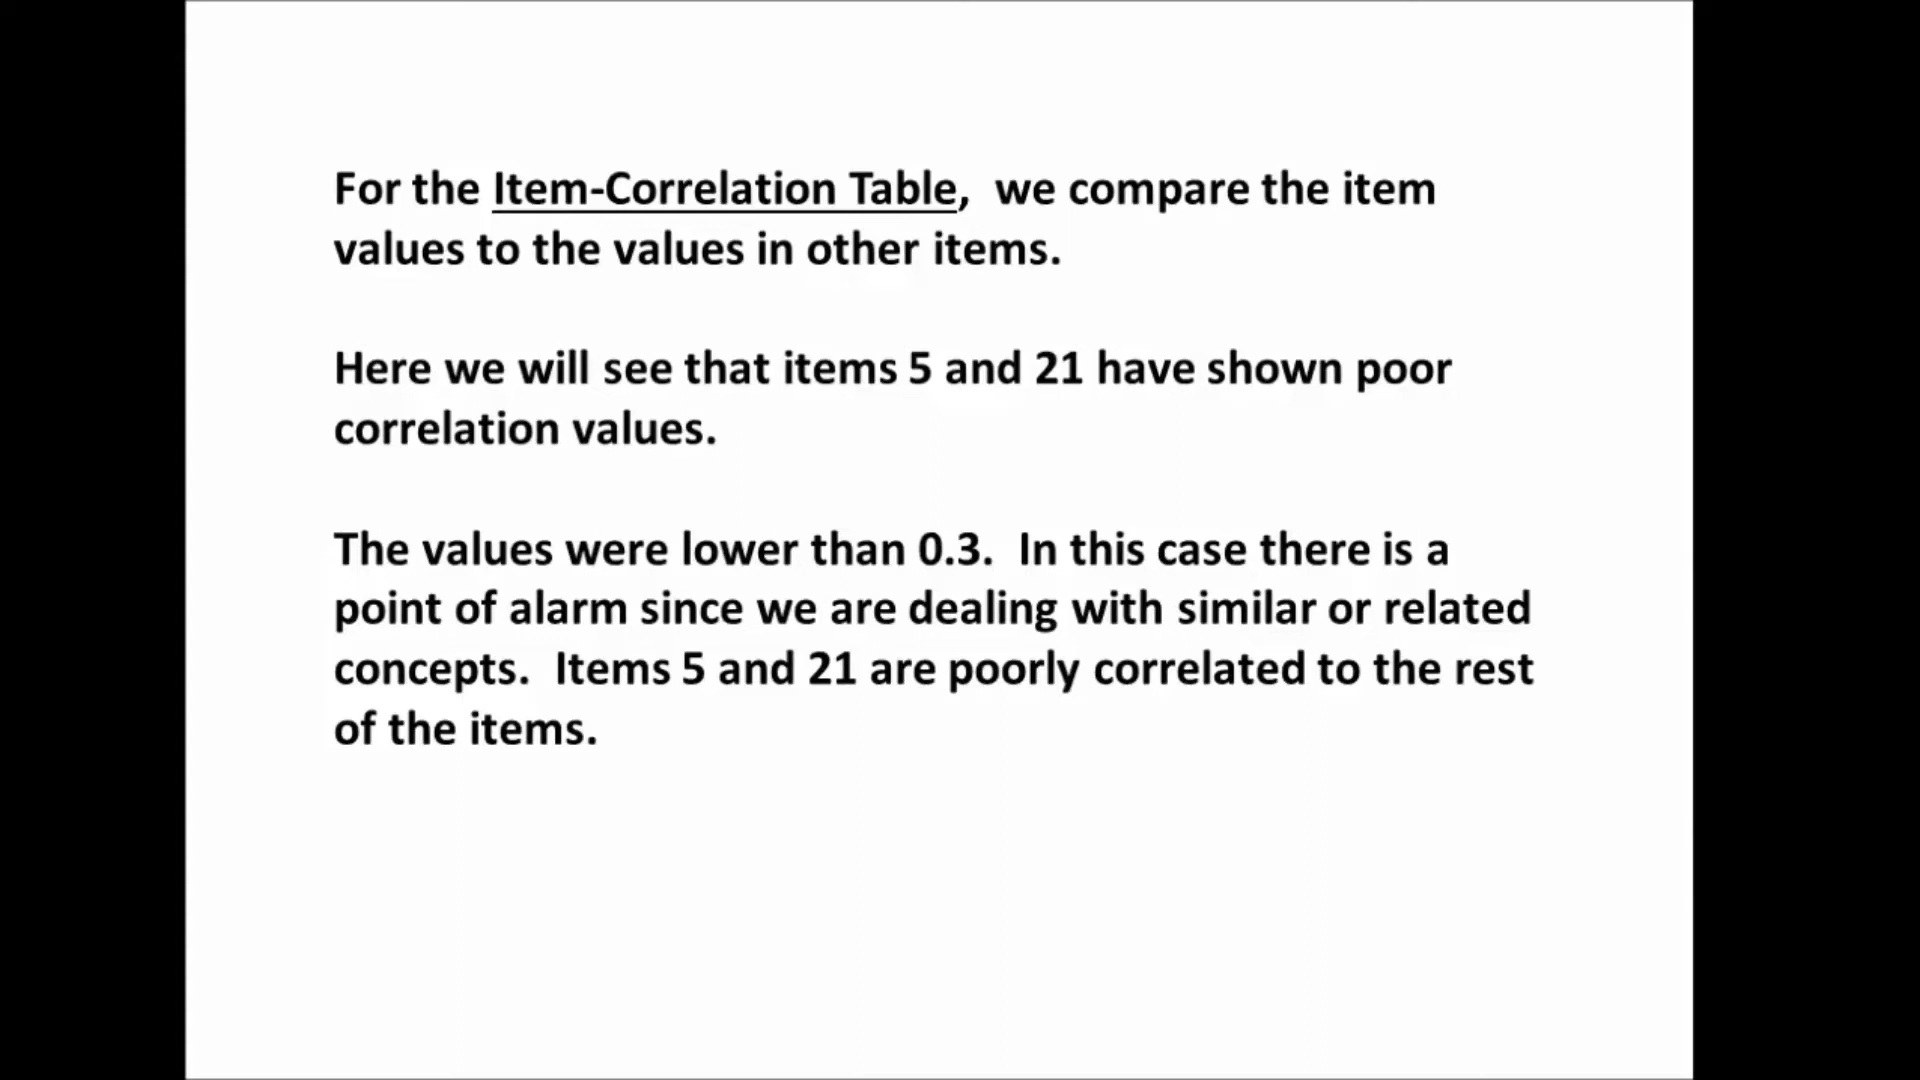 For the Item-Correlation Table,  we compare the item
values to the values in other items.
Here we will see that items 5 and 21 have shown poor
correlation values.
The values were lower than 0.3.  In this case there is a
point of alarm since we are dealing with similar or related
concepts.  Items 5 and 21 are poorly correlated to the rest
of the items.